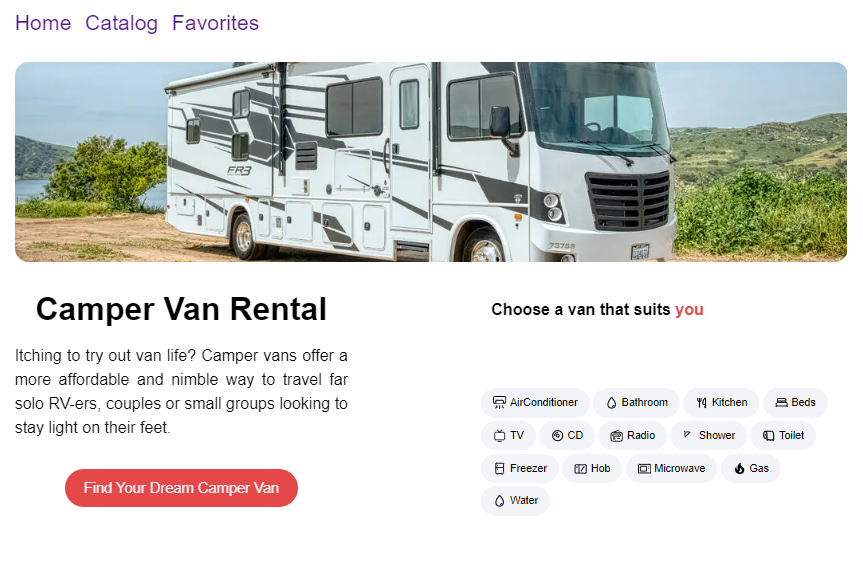 Home Catalog Favorites
FR3
Camper Van Rental
Itching to try out van life? Camper vans offer a
more affordable and nimble way to travel far
solo RV-ers, couples or small groups looking to
stay light on their feet.
Find Your Dream Camper Van
Choose a van that suits you
AirConditioner Bathroom Kitchen Beds
TV CD Radio Shower Toilet
Freezer Hob Microwave Gas
Water